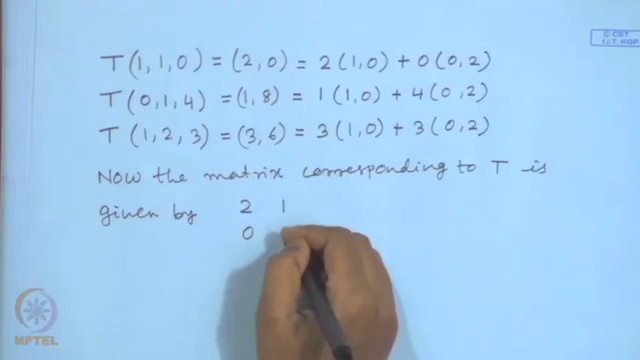 © CET
I.I.T. KGP
T(1,1,0) = (2,0) = 2(1,0) + 0(0,2)
T(0,1,4) = (1,8) = 1(1,0) + 4(0,2)
T(1,2,3) = (3,6) = 3(1,0) + 3(0,2)
Now the matrix corresponding to T is
given by 2 1
0
NPTEL